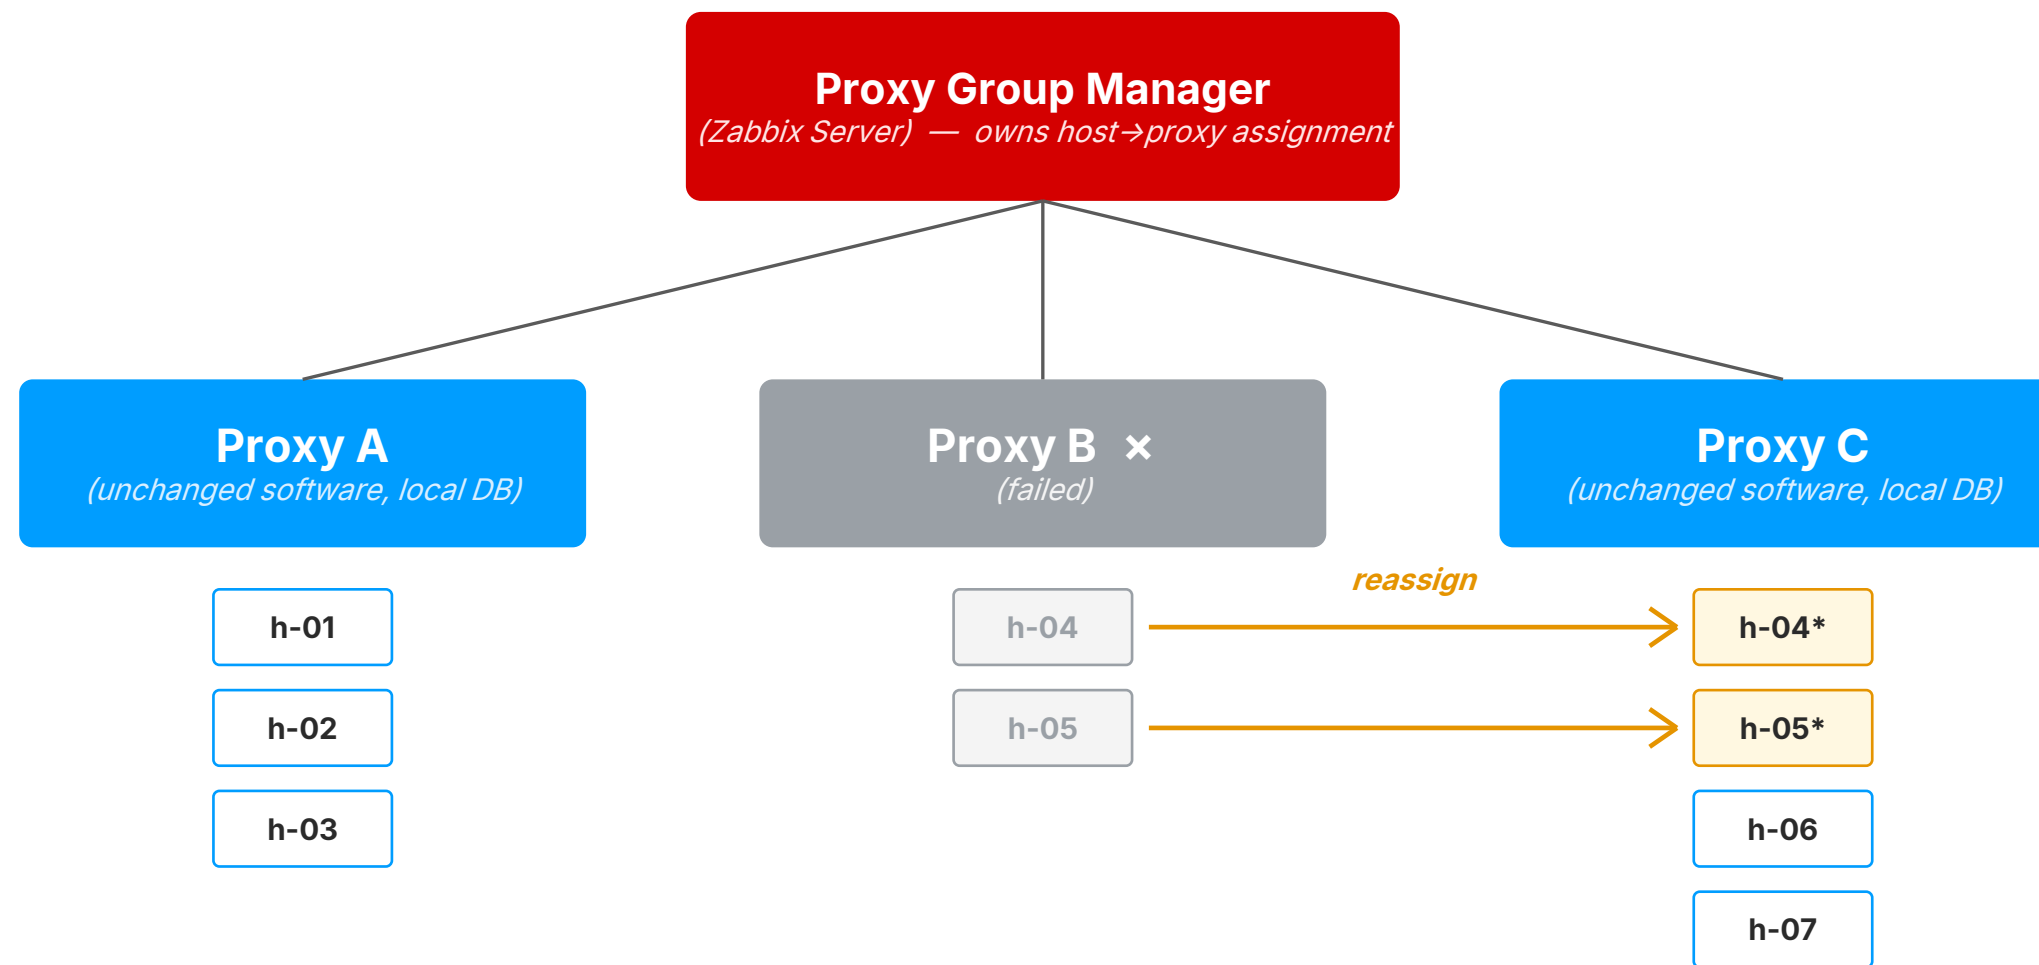 Proxy Group Manager
(Zabbix Server) — owns host→proxy assignment
Proxy A
(unchanged software, local DB)
Proxy B ×
(failed)
Proxy C
(unchanged software, local DB)
reassign
h-01
h-04
h-04*
h-02
h-05
h-05*
h-03
h-06
h-07